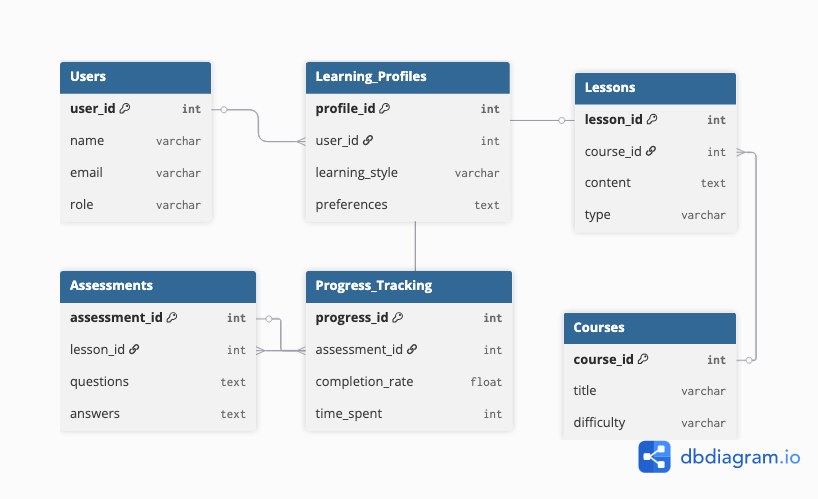 Users
user_id int
name varchar
email varchar
role varchar
Learning_Profiles
profile_id int
user_id int
learning_style varchar
preferences text
Lessons
lesson_id int
course_id int
content text
type varchar
Assessments
assessment_id int
lesson_id int
questions text
answers text
Progress_Tracking
progress_id int
assessment_id int
completion_rate float
time_spent int
Courses
course_id int
title varchar
difficulty varchar
dbdiagram.io